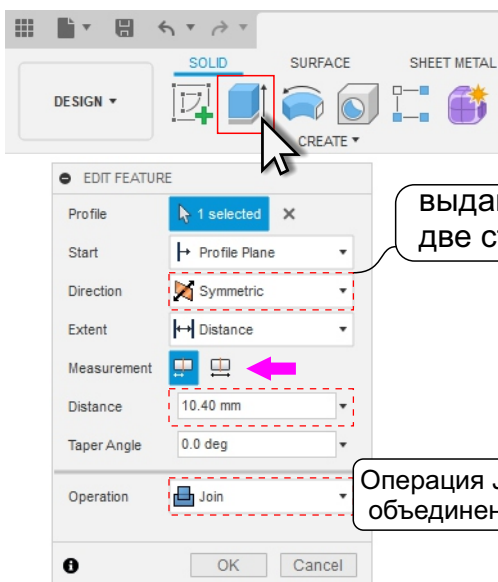 SOLID SURFACE SHEET METAL
DESIGN
CREATE
EDIT FEATURE
Profile 1 selected
Start Profile Plane
Direction Symmetric
Extent Distance
Measurement
Distance 10.40 mm
Taper Angle 0.0 deg
Operation Join
OK Cancel
две
Операция